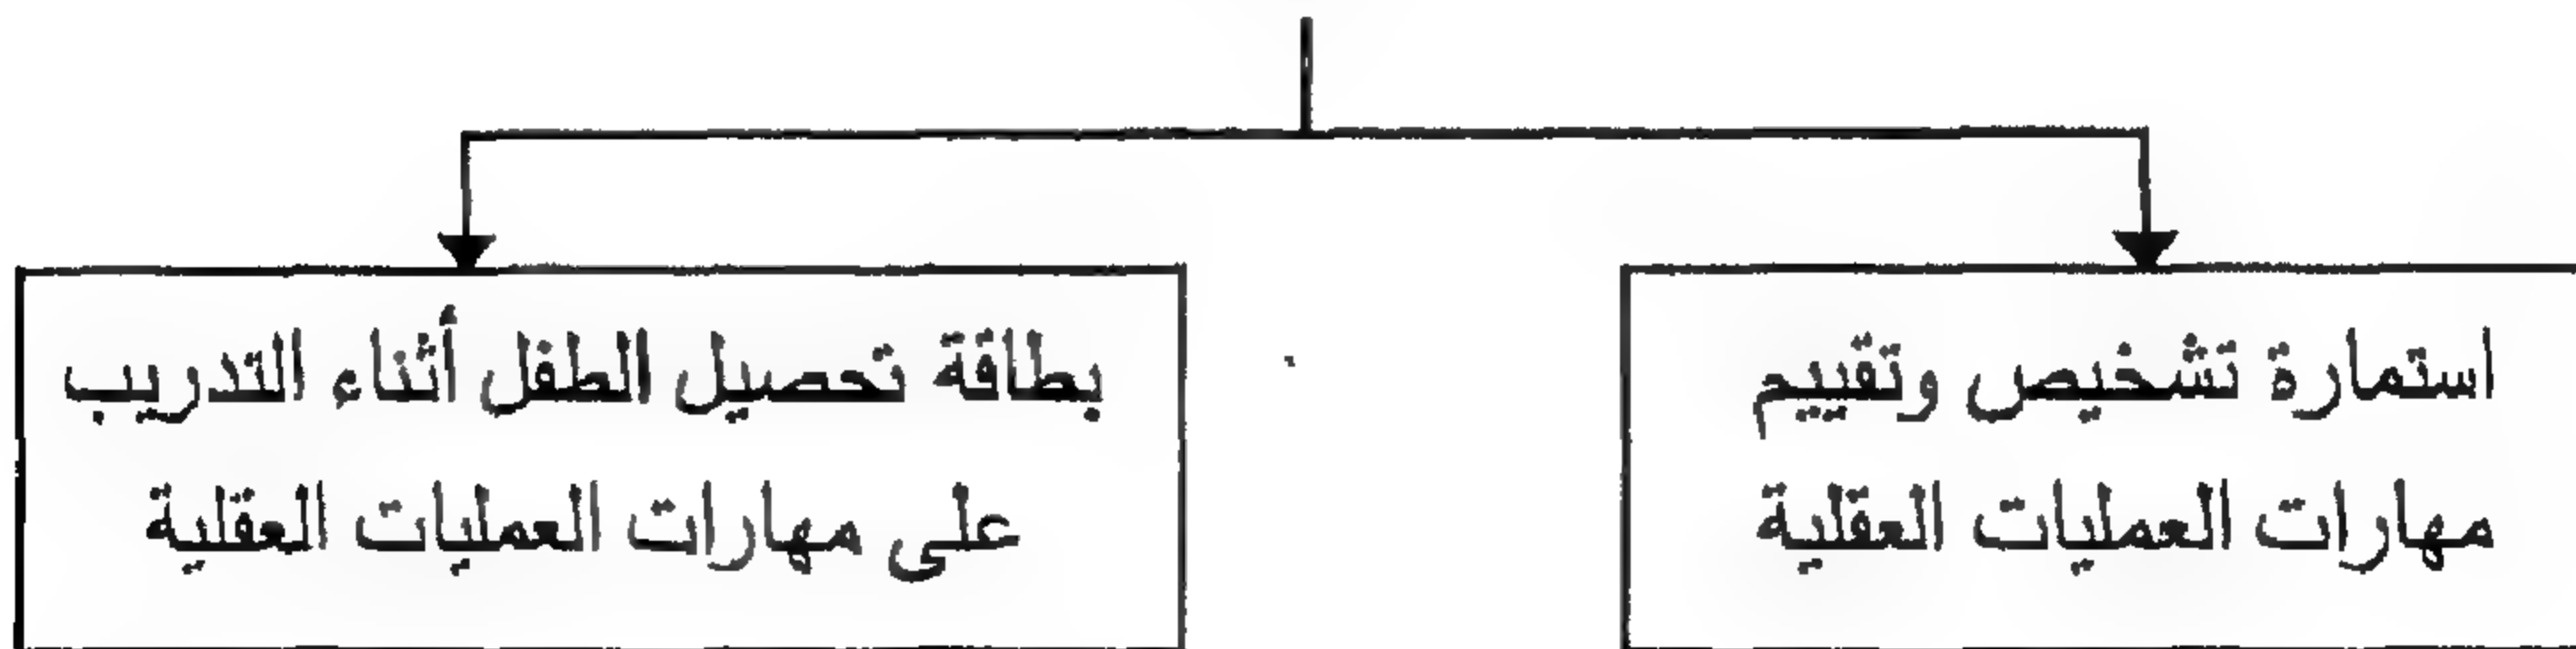 استمارة تشخيص وتقييم
مهارات العمليات العقلية
بطاقة تحصيل الطفل أثناء التدريب
على مهارات العمليات العقلية